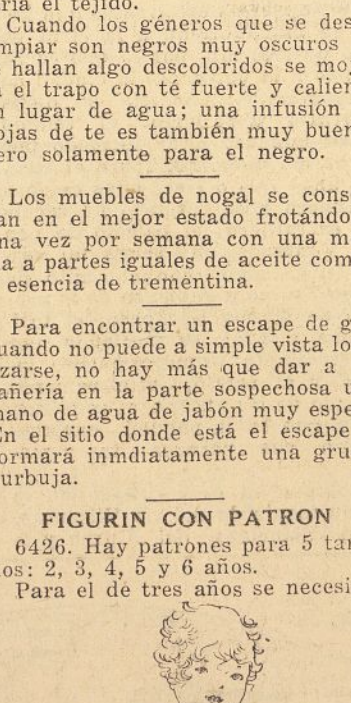 ría el tejido.
Cuando los géneros que se des
mpiar son negros muy oscuros
hallan algo descoloridos se mo
el trapo con té fuerte y calien
lugar de agua; una infusión
ojas de te es también muy buen
ero solamente para el negro.
Los muebles de nogal se cons
an en el mejor estado frotándo
na vez por semana con una m
a a partes iguales de aceite com
esencia de trementina.
Para encontrar un escape de g
uando no puede a simple vista lo
zarse, no hay más que dar a
añería en la parte sospechosa u
mano de agua de jabón muy espe
En el sitio donde está el escape
ormará inmdiatamente una gru
urbuja.
FIGURIN CON PATRON
6426. Hay patrones para 5 tam
os: 2, 3, 4, 5 y 6 años.
Para el de tres años se necesi